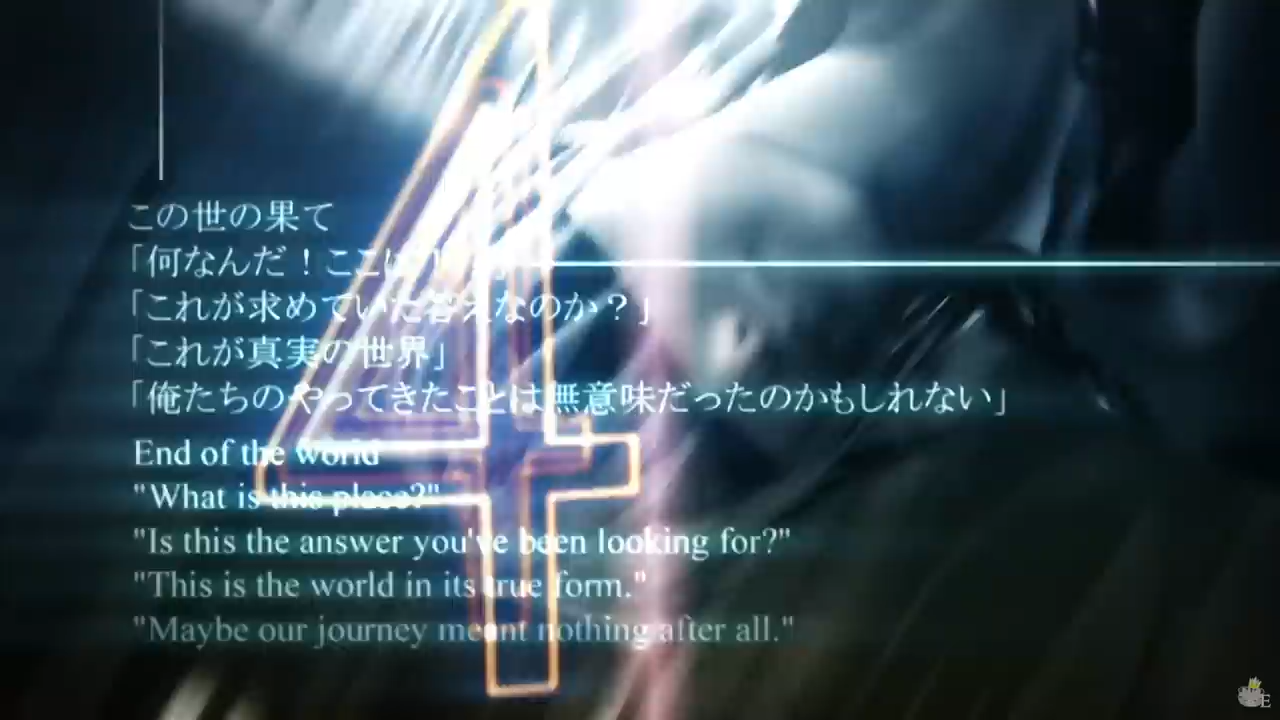 この世の果て
「何なんだ！ここは！
「これが求めていた答えなのか？」
「これが真実の世界」
「俺たちのやってきたことは無意味だったのかもしれない」
End of the world
"What is this place?"
"Is this the answer you've been looking for?"
"This is the world in its true form."
"Maybe our journey meant nothing after all."
4
E